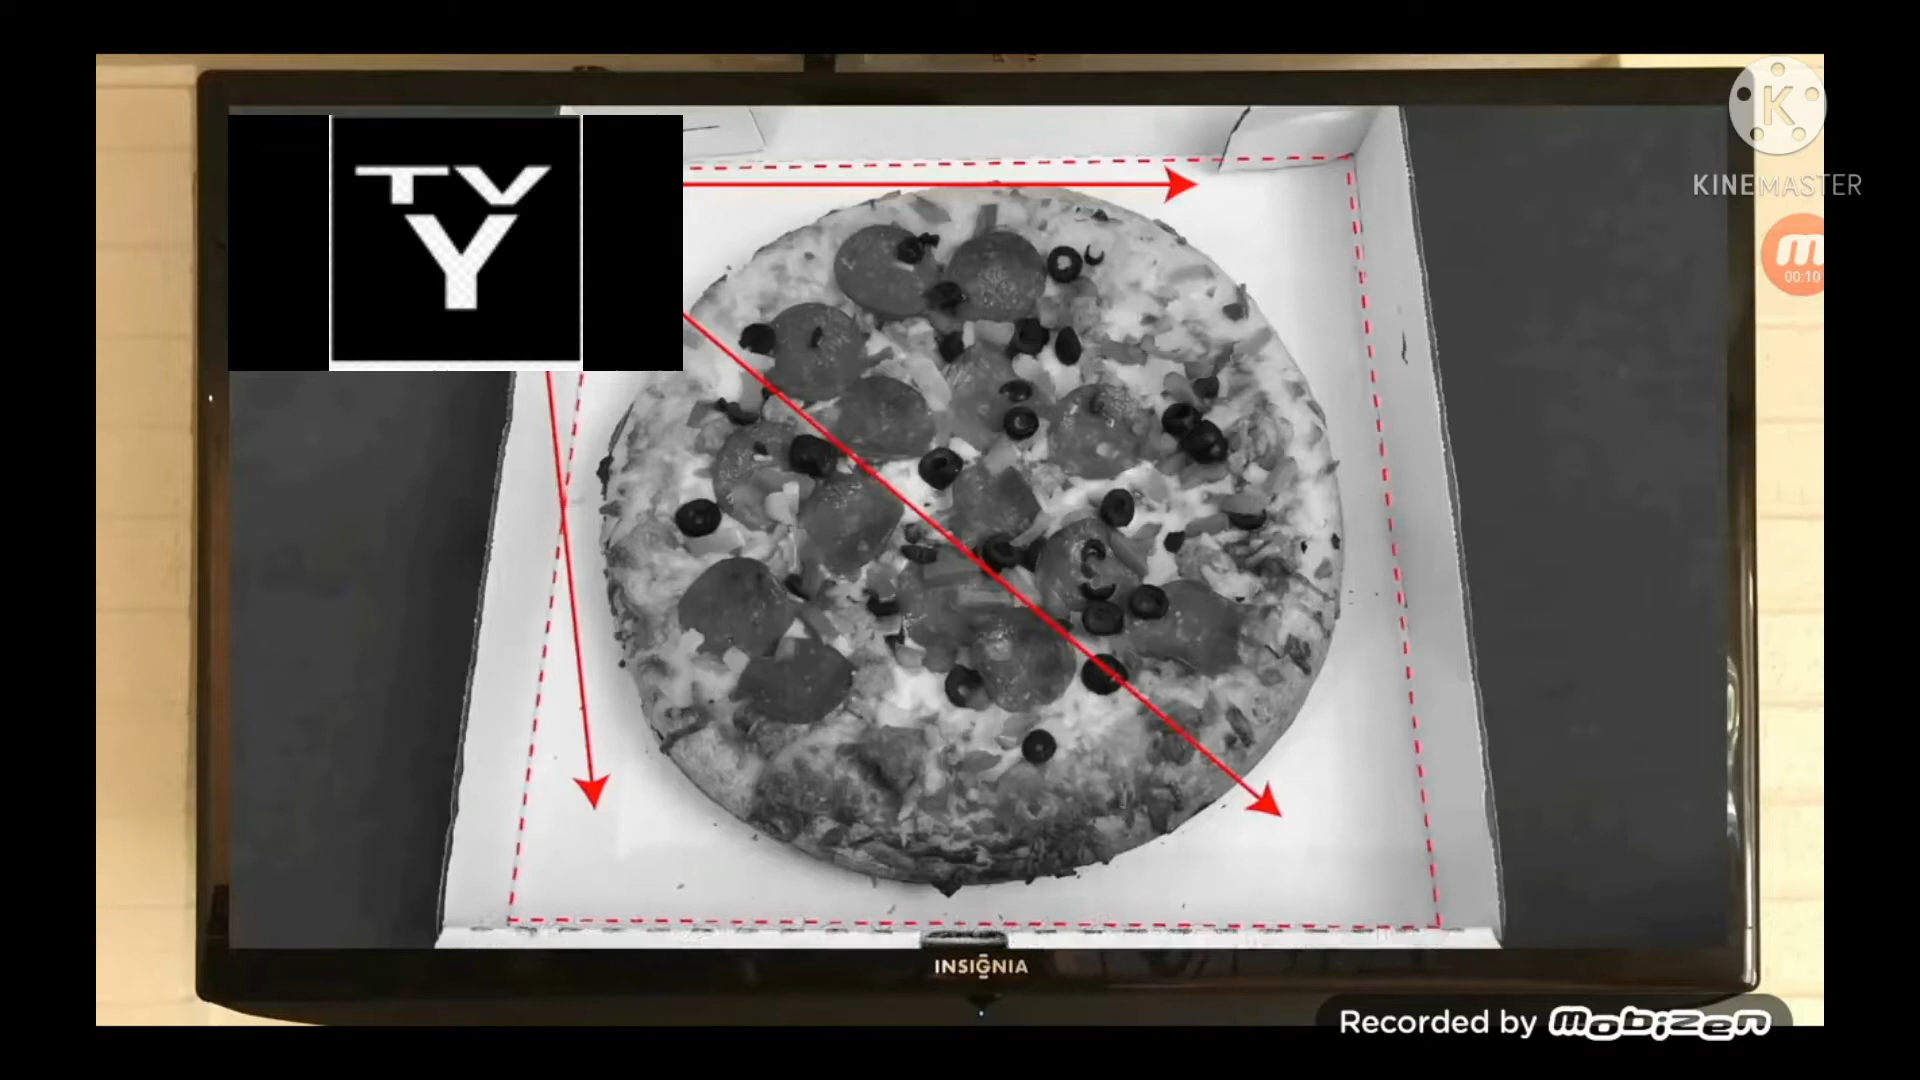 TV
Y
K
KINEMASTER
m
00:10
INSIGNIA
Recorded by mobizen